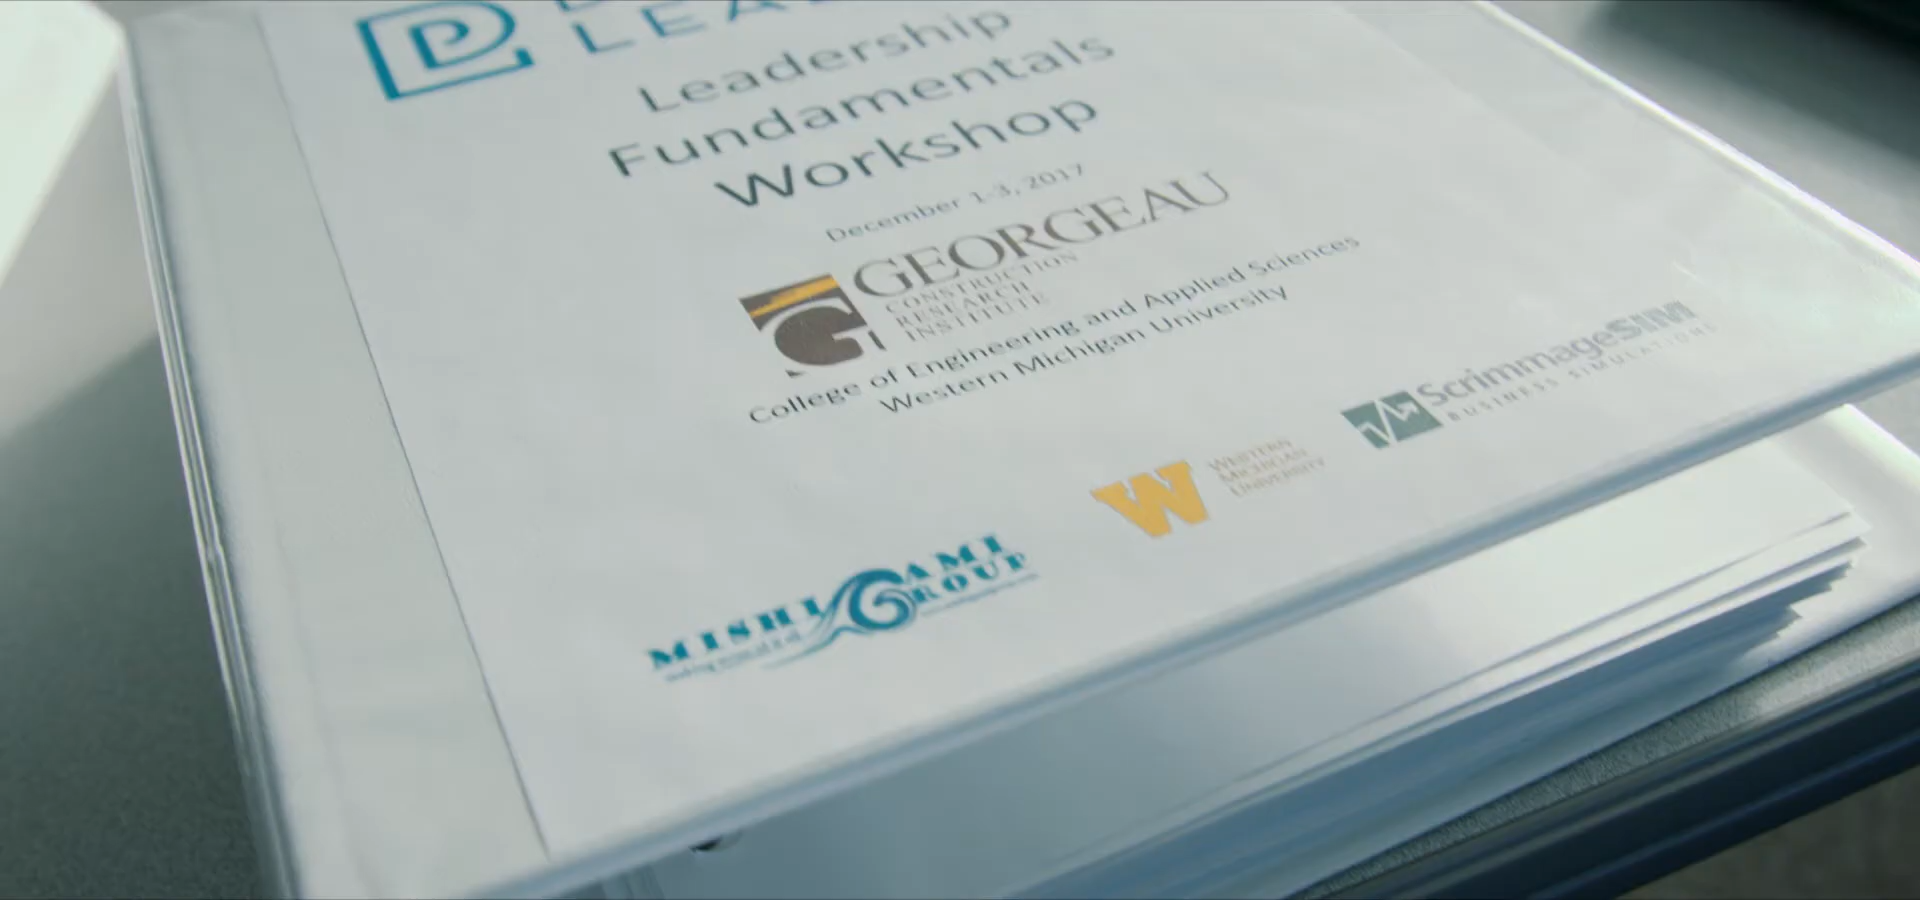 Leadership
Fundamentals
Workshop
December 1-3, 2017
GEORGEAU
CONSTRUCTION
RESEARCH
INSTITUTE
College of Engineering and Applied Sciences
Western Michigan University
ScrimmageSIM
BUSINESS SIMULATIONS
W WESTERN
MICHIGAN
UNIVERSITY
MISHIGAMI
GROUP